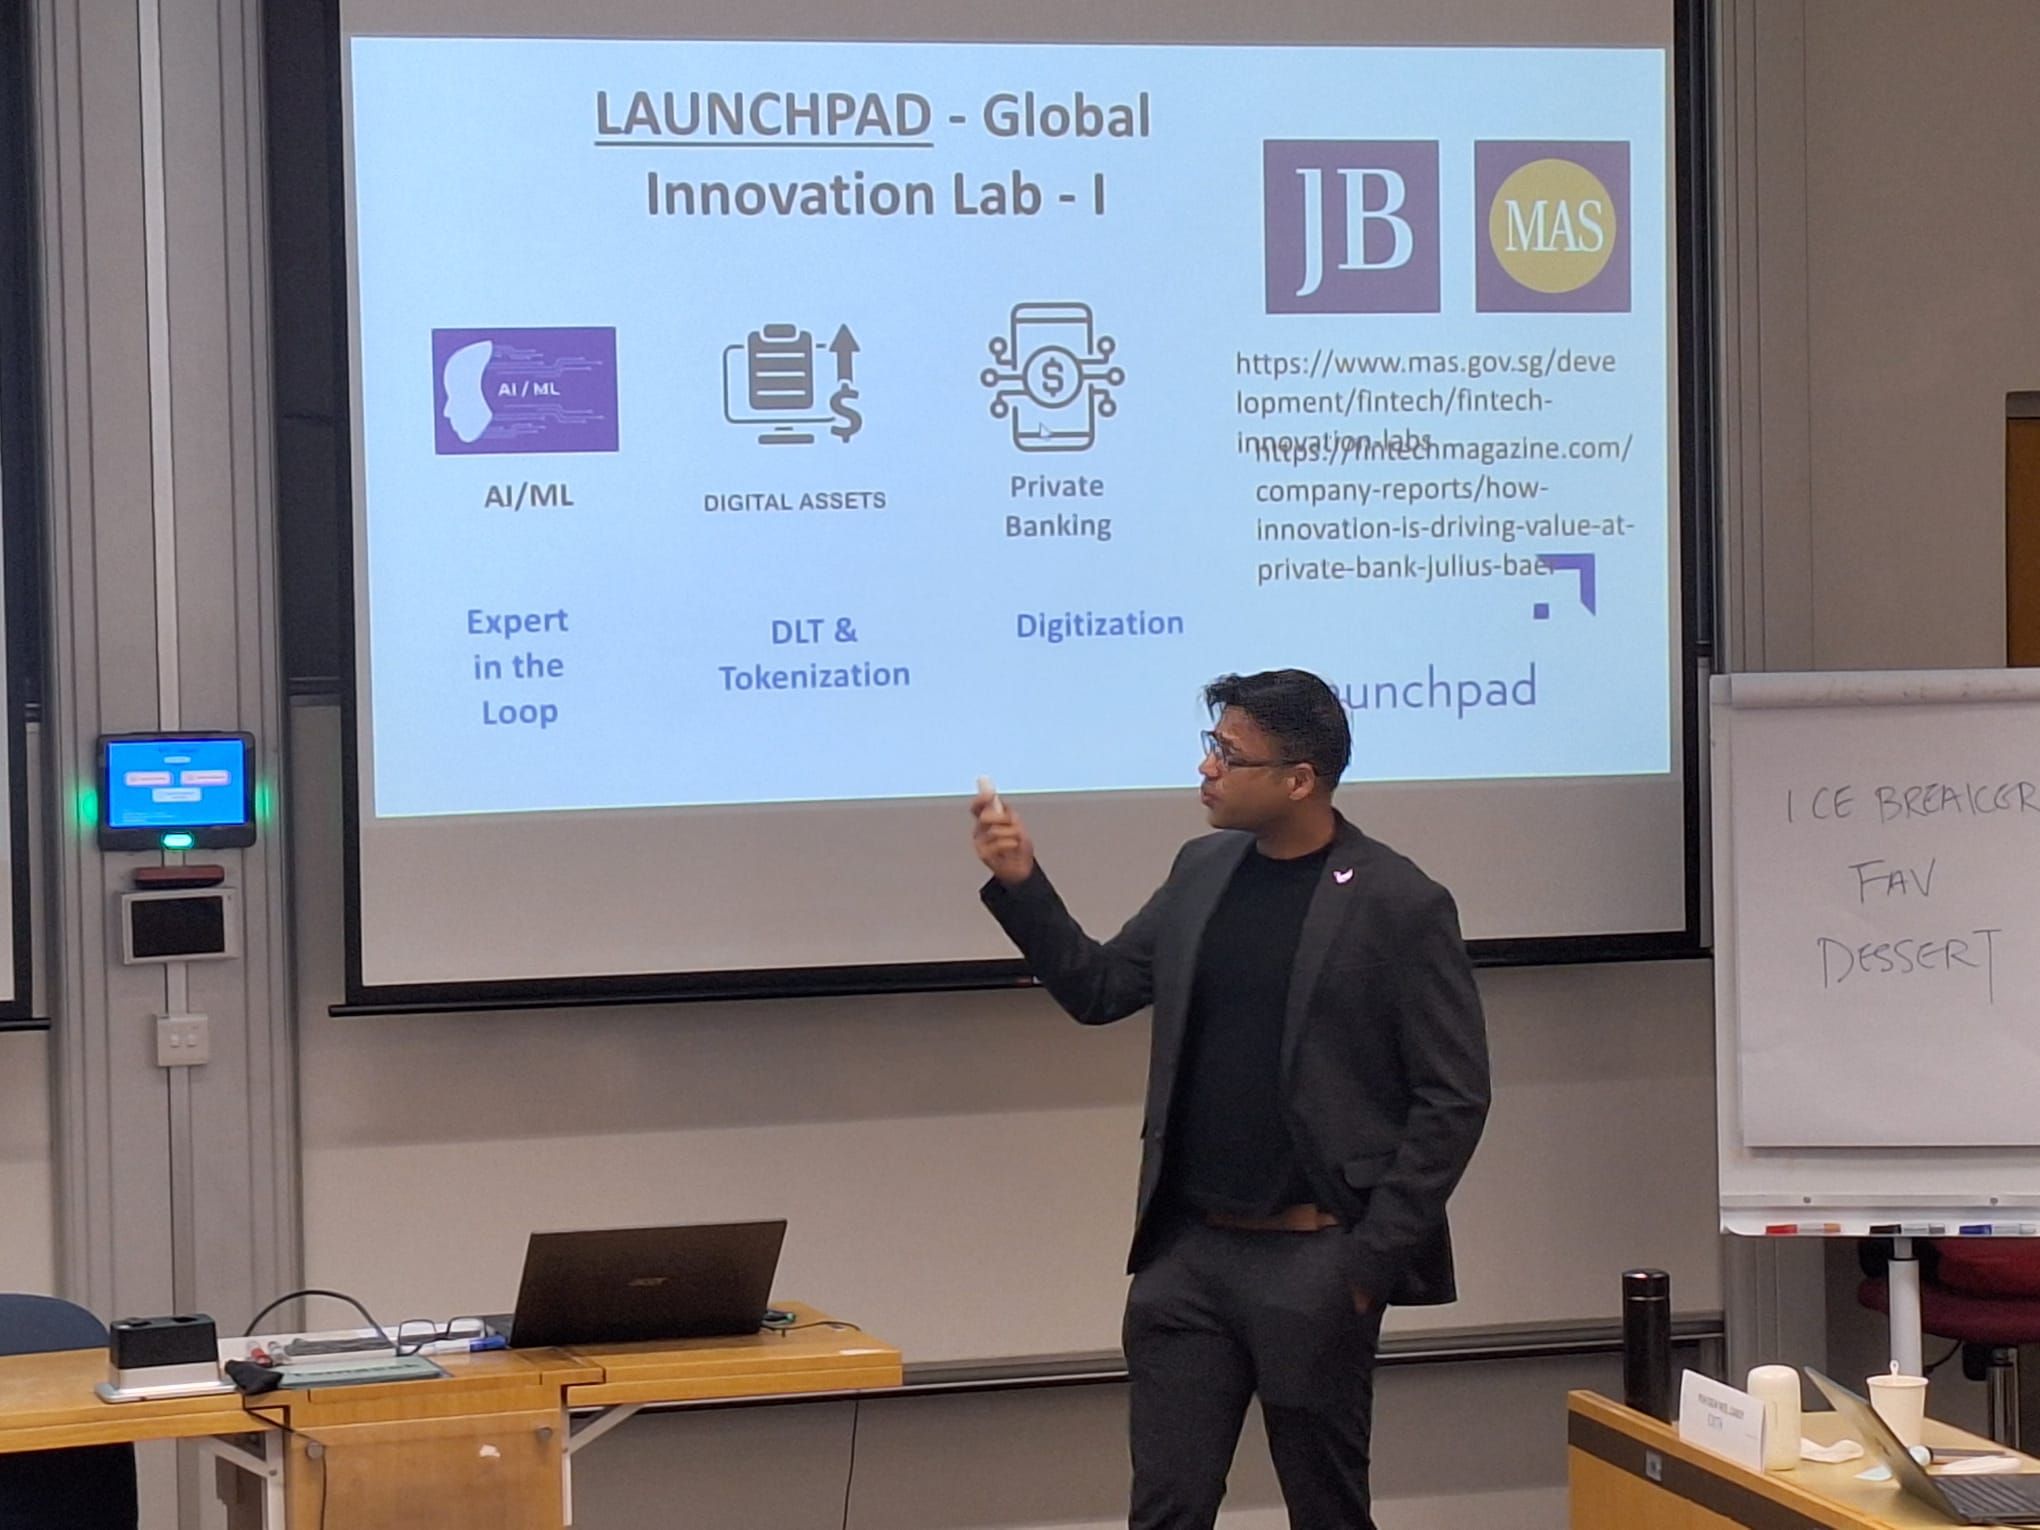 LAUNCHPAD - Global
Innovation Lab - I
JB
MAS
AI / ML
AI/ML
DIGITAL ASSETS
Private
Banking
Expert
in the
Loop
DLT &
Tokenization
Digitization
https://www.mas.gov.sg/deve
lopment/fintech/fintech-
innovation-labs
https://fintechmagazine.com/
company-reports/how-
innovation-is-driving-value-at-
private-bank-julius-baer
unchpad
ICE BREAKER
FAV
DESSERT
acer